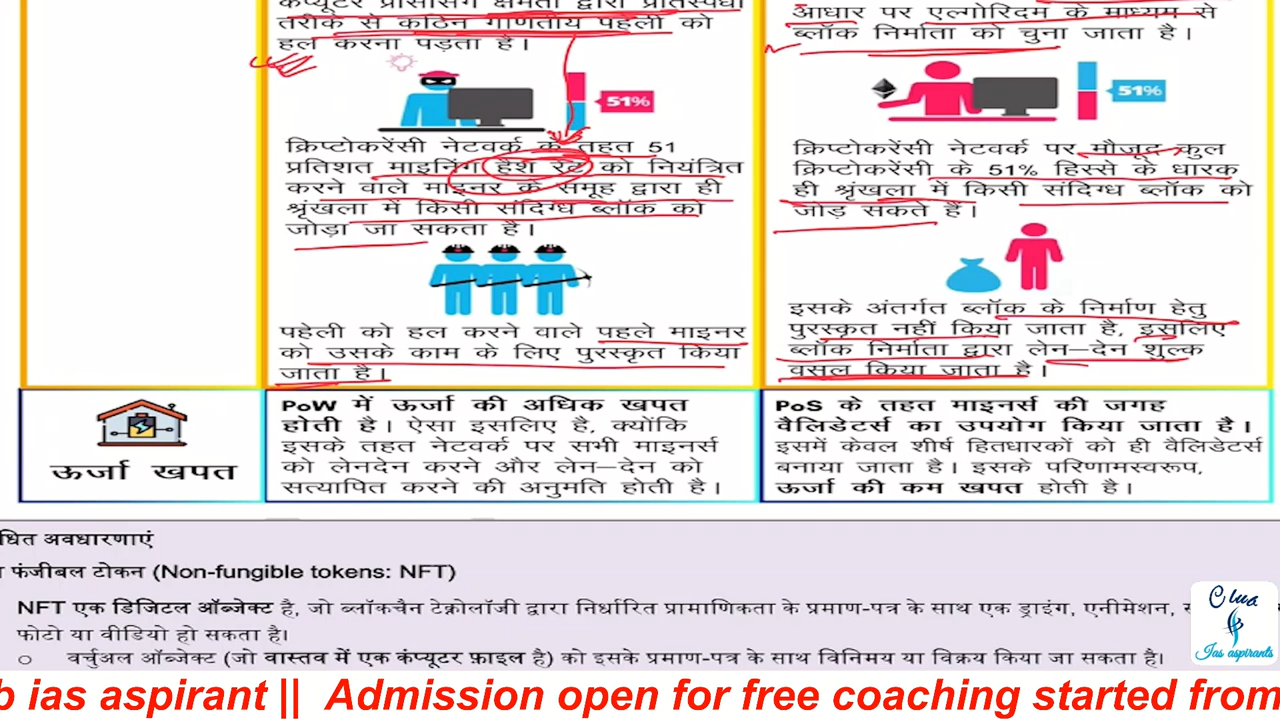 कंप्यूटर प्रोसेसिंग क्षमता द्वारा प्रतिस्पर्धी
तरीके से कठिन गणितीय पहेली को
हल करना पड़ता है।
51%
क्रिप्टोकरेंसी नेटवर्क के तहत 51
प्रतिशत माइनिंग हैश रेट को नियंत्रित
करने वाले माइनर के समूह द्वारा ही
श्रृंखला में किसी संदिग्ध ब्लॉक को
जोड़ा जा सकता है।
पहेली को हल करने वाले पहले माइनर
को उसके काम के लिए पुरस्कृत किया
जाता है।
आधार पर एल्गोरिदम के माध्यम से
ब्लॉक निर्माता को चुना जाता है।
51%
क्रिप्टोकरेंसी नेटवर्क पर मौजूद कुल
क्रिप्टोकरेंसी के 51% हिस्से के धारक
ही श्रृंखला में किसी संदिग्ध ब्लॉक को
जोड़ सकते हैं।
इसके अंतर्गत ब्लॉक के निर्माण हेतु
पुरस्कृत नहीं किया जाता है, इसलिए
ब्लॉक निर्माता द्वारा लेन–देन शुल्क
वसूल किया जाता है।
ऊर्जा खपत
PoW में ऊर्जा की अधिक खपत
होती है। ऐसा इसलिए है, क्योंकि
इसके तहत नेटवर्क पर सभी माइनर्स
को लेनदेन करने और लेन–देन को
सत्यापित करने की अनुमति होती है।
PoS के तहत माइनर्स की जगह
वैलिडेटर्स का उपयोग किया जाता है।
इसमें केवल शीर्ष हितधारकों को ही वैलिडेटर्स
बनाया जाता है। इसके परिणामस्वरूप,
ऊर्जा की कम खपत होती है।
धित अवधारणाएं
फंजीबल टोकन (Non-fungible tokens: NFT)
NFT एक डिजिटल ऑब्जेक्ट है, जो ब्लॉकचैन टेक्नोलॉजी द्वारा निर्धारित प्रामाणिकता के प्रमाण-पत्र के साथ एक ड्राइंग, एनीमेशन,
फोटो या वीडियो हो सकता है।
○ वर्चुअल ऑब्जेक्ट (जो वास्तव में एक कंप्यूटर फ़ाइल है) को इसके प्रमाण-पत्र के साथ विनिमय या विक्रय किया जा सकता है।
Ias aspirants
b ias aspirant || Admission open for free coaching started from